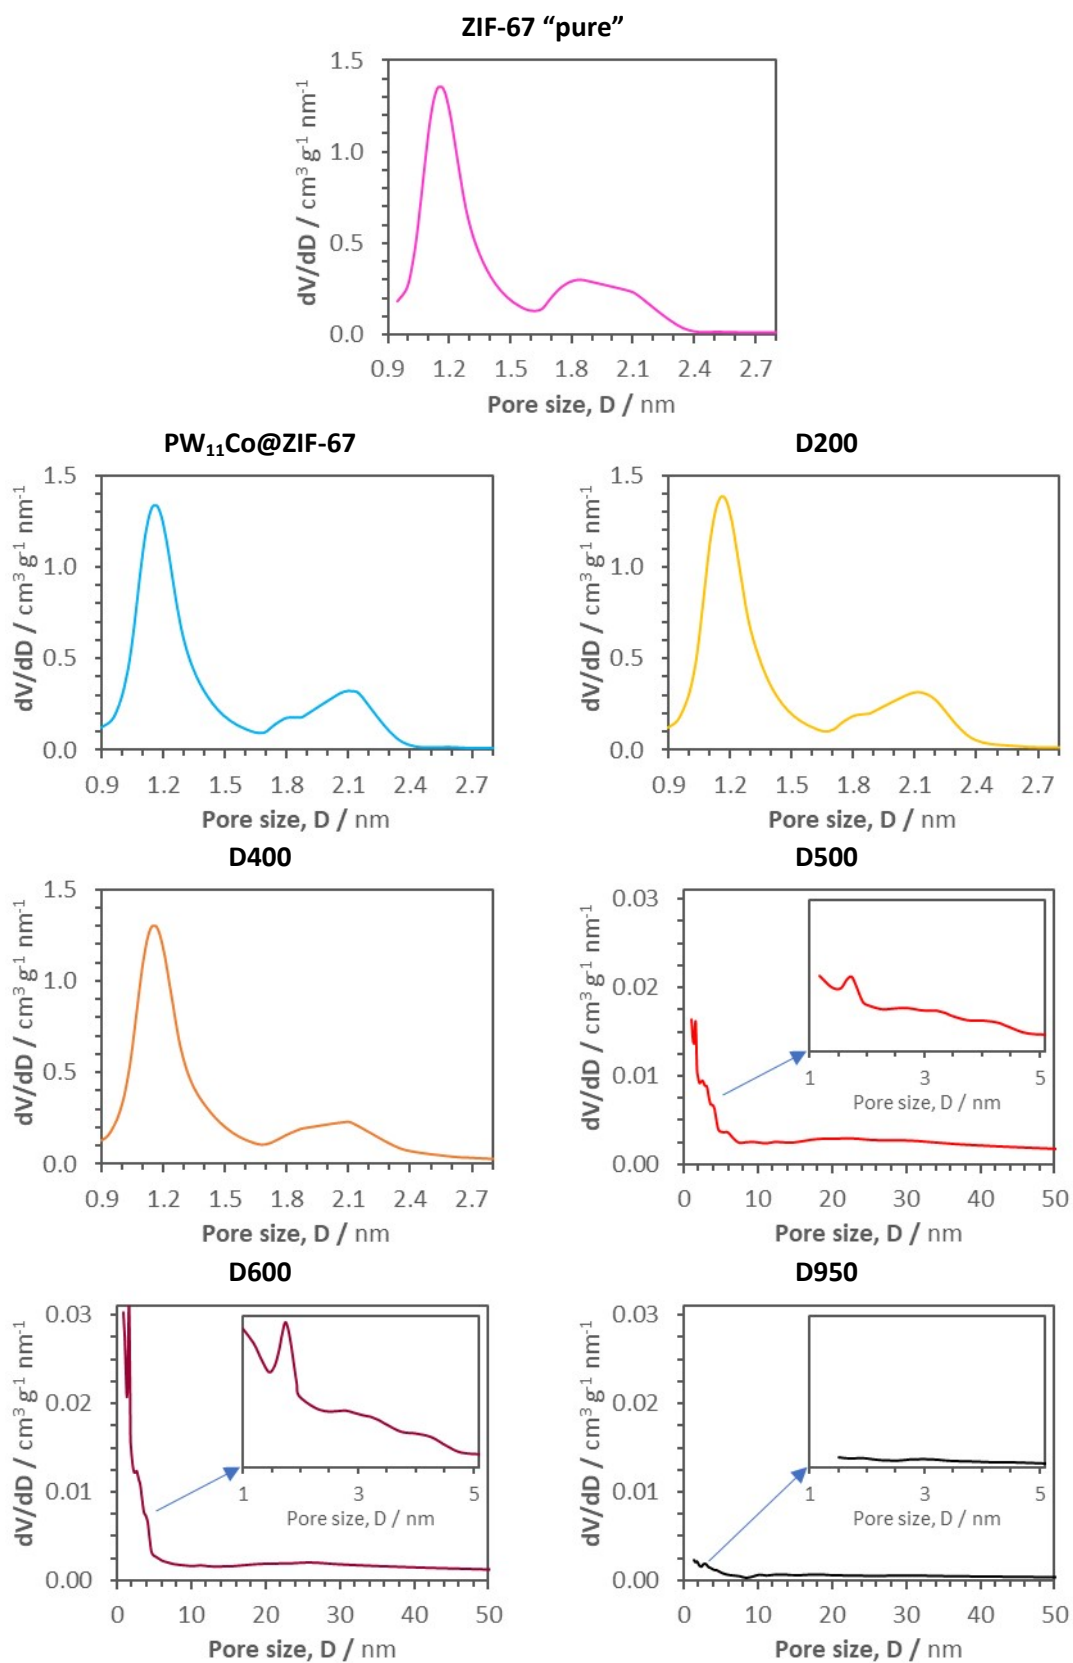 ZIF-67 “pure”
dV/dD / cm³ g⁻¹ nm⁻¹
1.5
1.0
0.5
0.0
0.9 1.2 1.5 1.8 2.1 2.4 2.7
Pore size, D / nm
PW₁₁Co@ZIF-67
dV/dD / cm³ g⁻¹ nm⁻¹
1.5
1.0
0.5
0.0
0.9 1.2 1.5 1.8 2.1 2.4 2.7
Pore size, D / nm
D200
dV/dD / cm³ g⁻¹ nm⁻¹
1.5
1.0
0.5
0.0
0.9 1.2 1.5 1.8 2.1 2.4 2.7
Pore size, D / nm
D400
dV/dD / cm³ g⁻¹ nm⁻¹
1.5
1.0
0.5
0.0
0.9 1.2 1.5 1.8 2.1 2.4 2.7
Pore size, D / nm
D500
dV/dD / cm³ g⁻¹ nm⁻¹
0.03
0.02
0.01
0.00
1 3 5
Pore size, D / nm
0 10 20 30 40 50
Pore size, D / nm
D600
dV/dD / cm³ g⁻¹ nm⁻¹
0.03
0.02
0.01
0.00
1 3 5
Pore size, D / nm
0 10 20 30 40 50
Pore size, D / nm
D950
dV/dD / cm³ g⁻¹ nm⁻¹
0.03
0.02
0.01
0.00
1 3 5
Pore size, D / nm
0 10 20 30 40 50
Pore size, D / nm